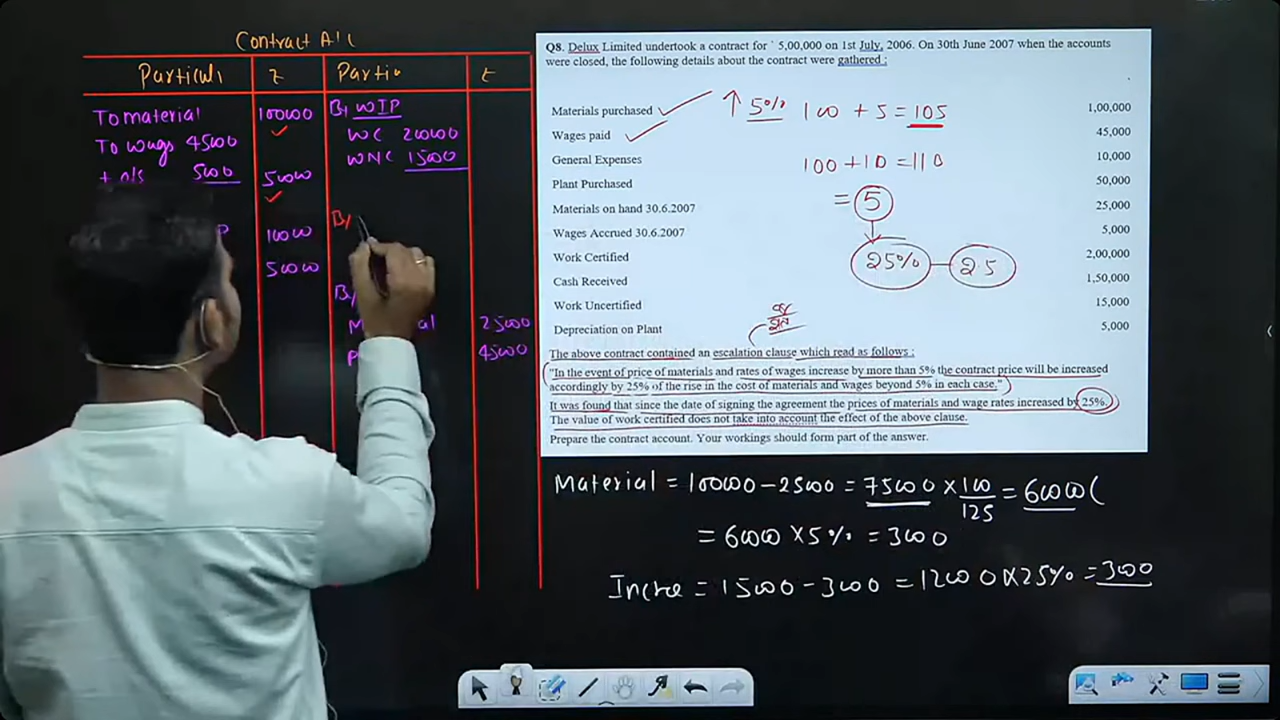 Contract A/C
Particul, ₹ Partic ₹
To material 100000 By WIP
WC 200000
To wages 45000
WNC 15000
+ o/s 5000 50000
By
P 10000
50000
By
M al 25000
P 45000
Q8. Delux Limited undertook a contract for ` 5,00,000 on 1st July, 2006. On 30th June 2007 when the accounts
were closed, the following details about the contract were gathered :
Materials purchased 1,00,000
Wages paid 45,000
General Expenses 10,000
Plant Purchased 50,000
Materials on hand 30.6.2007 25,000
Wages Accrued 30.6.2007 5,000
Work Certified 2,00,000
Cash Received 1,50,000
Work Uncertified 15,000
Depreciation on Plant 5,000
↑ 5% 100 + 5 = 105
100 + 10 = 110
= 5
25% — 25
The above contract contained an escalation clause which read as follows :
"In the event of price of materials and rates of wages increase by more than 5% the contract price will be increased
accordingly by 25% of the rise in the cost of materials and wages beyond 5% in each case."
It was found that since the date of signing the agreement the prices of materials and wage rates increased by 25%.
The value of work certified does not take into account the effect of the above clause.
Prepare the contract account. Your workings should form part of the answer.
Material = 100000 - 25000 = 75000 × 100/125 = 60000 (
= 60000 × 5% = 3000
Incre = 15000 - 3000 = 12000 × 25% = 3000